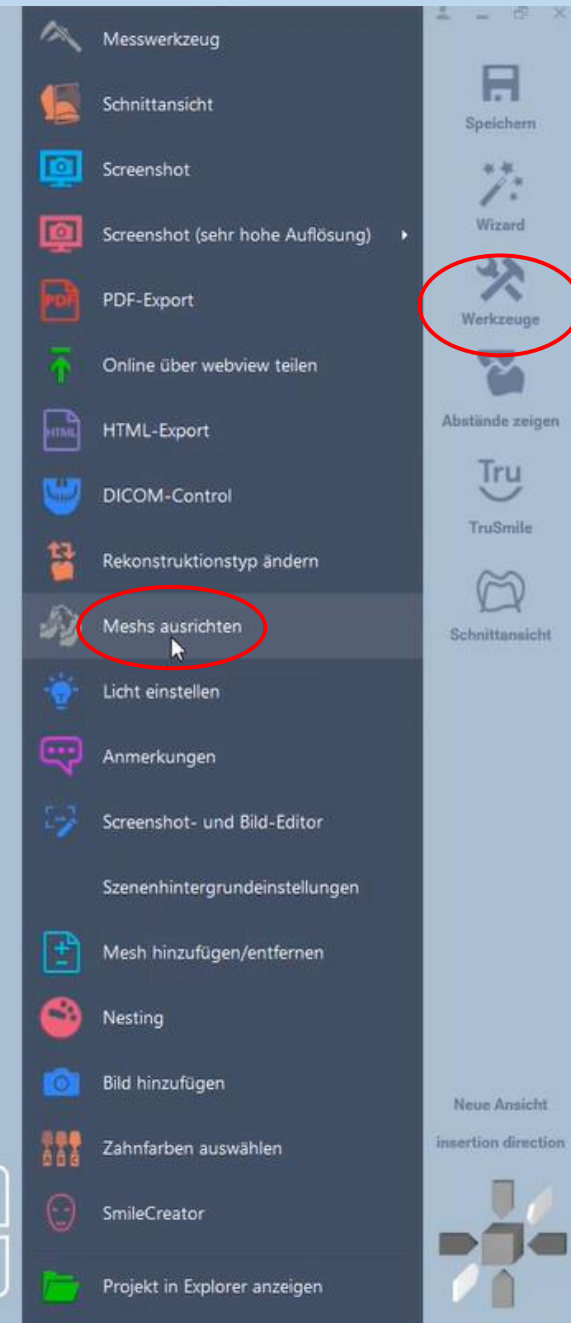 Messwerkzeug
Schnittansicht
Screenshot
Screenshot (sehr hohe Auflösung)
PDF
PDF-Export
Online über webview teilen
HTML
HTML-Export
DICOM-Control
Rekonstruktionstyp ändern
Meshs ausrichten
Licht einstellen
Anmerkungen
Screenshot- und Bild-Editor
Szenenhintergrundeinstellungen
Mesh hinzufügen/entfernen
Nesting
Bild hinzufügen
A B C
Zahnfarben auswählen
SmileCreator
Projekt in Explorer anzeigen
Speichern
Wizard
Werkzeuge
Abstände zeigen
Tru
TruSmile
Schnittansicht
Neue Ansicht
insertion direction